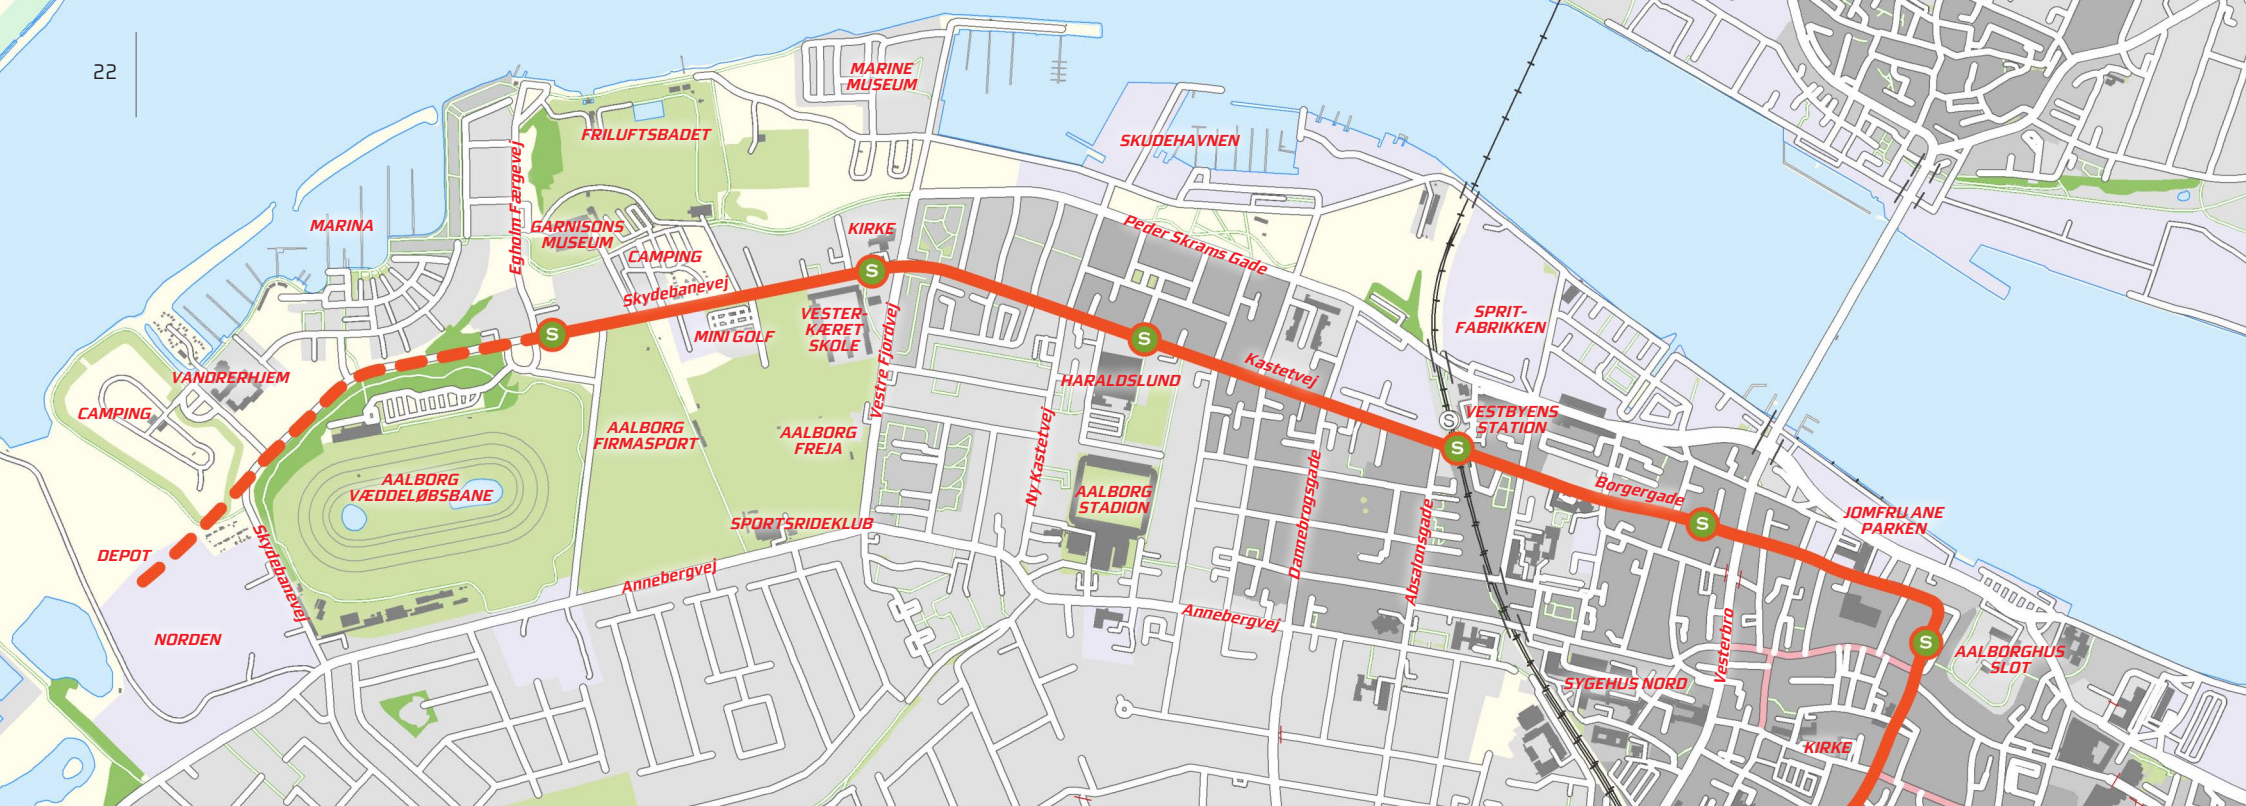 22
MARINE
MUSEUM
FRILUFTSBADET
SKUDEHAVNEN
Egholm Færgevej
MARINA
GARNISONS
MUSEUM
CAMPING
KIRKE
S
Peder Skrams Gade
Skydebanevej
S
MINI GOLF
VESTER-
KÆRET
SKOLE
Vestre Fjordvej
S
HARALDSLUND
Kastetvej
SPRIT-
FABRIKKEN
VANDRERHJEM
CAMPING
AALBORG
FIRMASPORT
AALBORG
FREJA
Ny Kastetvej
S
S
VESTBYENS
STATION
AALBORG
VÆDDELØBSBANE
AALBORG
STADION
Dannebrogsgade
Absalonsgade
Borgergade
S
JOMFRU ANE
PARKEN
SPORTSRIDEKLUB
DEPOT
Skydebanevej
Annebergvej
Annebergvej
NORDEN
Vesterbro
S
AALBORGHUS
SLOT
SYGEHUS NORD
KIRKE